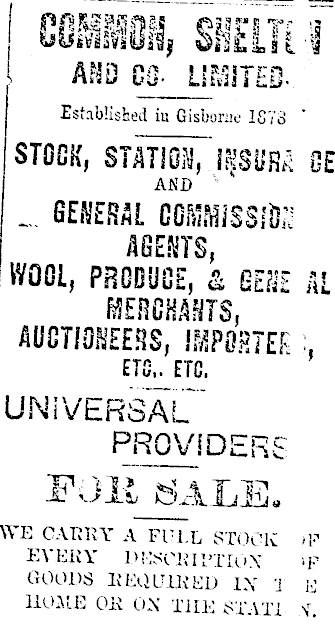 COMMON, SHELTON
AND CO. LIMITED.
Established in Gisborne 1878
STOCK, STATION, INSURANCE
AND
GENERAL COMMISSION
AGENTS,
WOOL, PRODUCE, & GENERAL
MERCHANTS,
AUCTIONEERS, IMPORTERS,
ETC,. ETC.
UNIVERSAL
PROVIDERS
FOR SALE.
WE CARRY A FULL STOCK OF
EVERY DESCRIPTION OF
GOODS REQUIRED IN THE
HOME OR ON THE STATION.